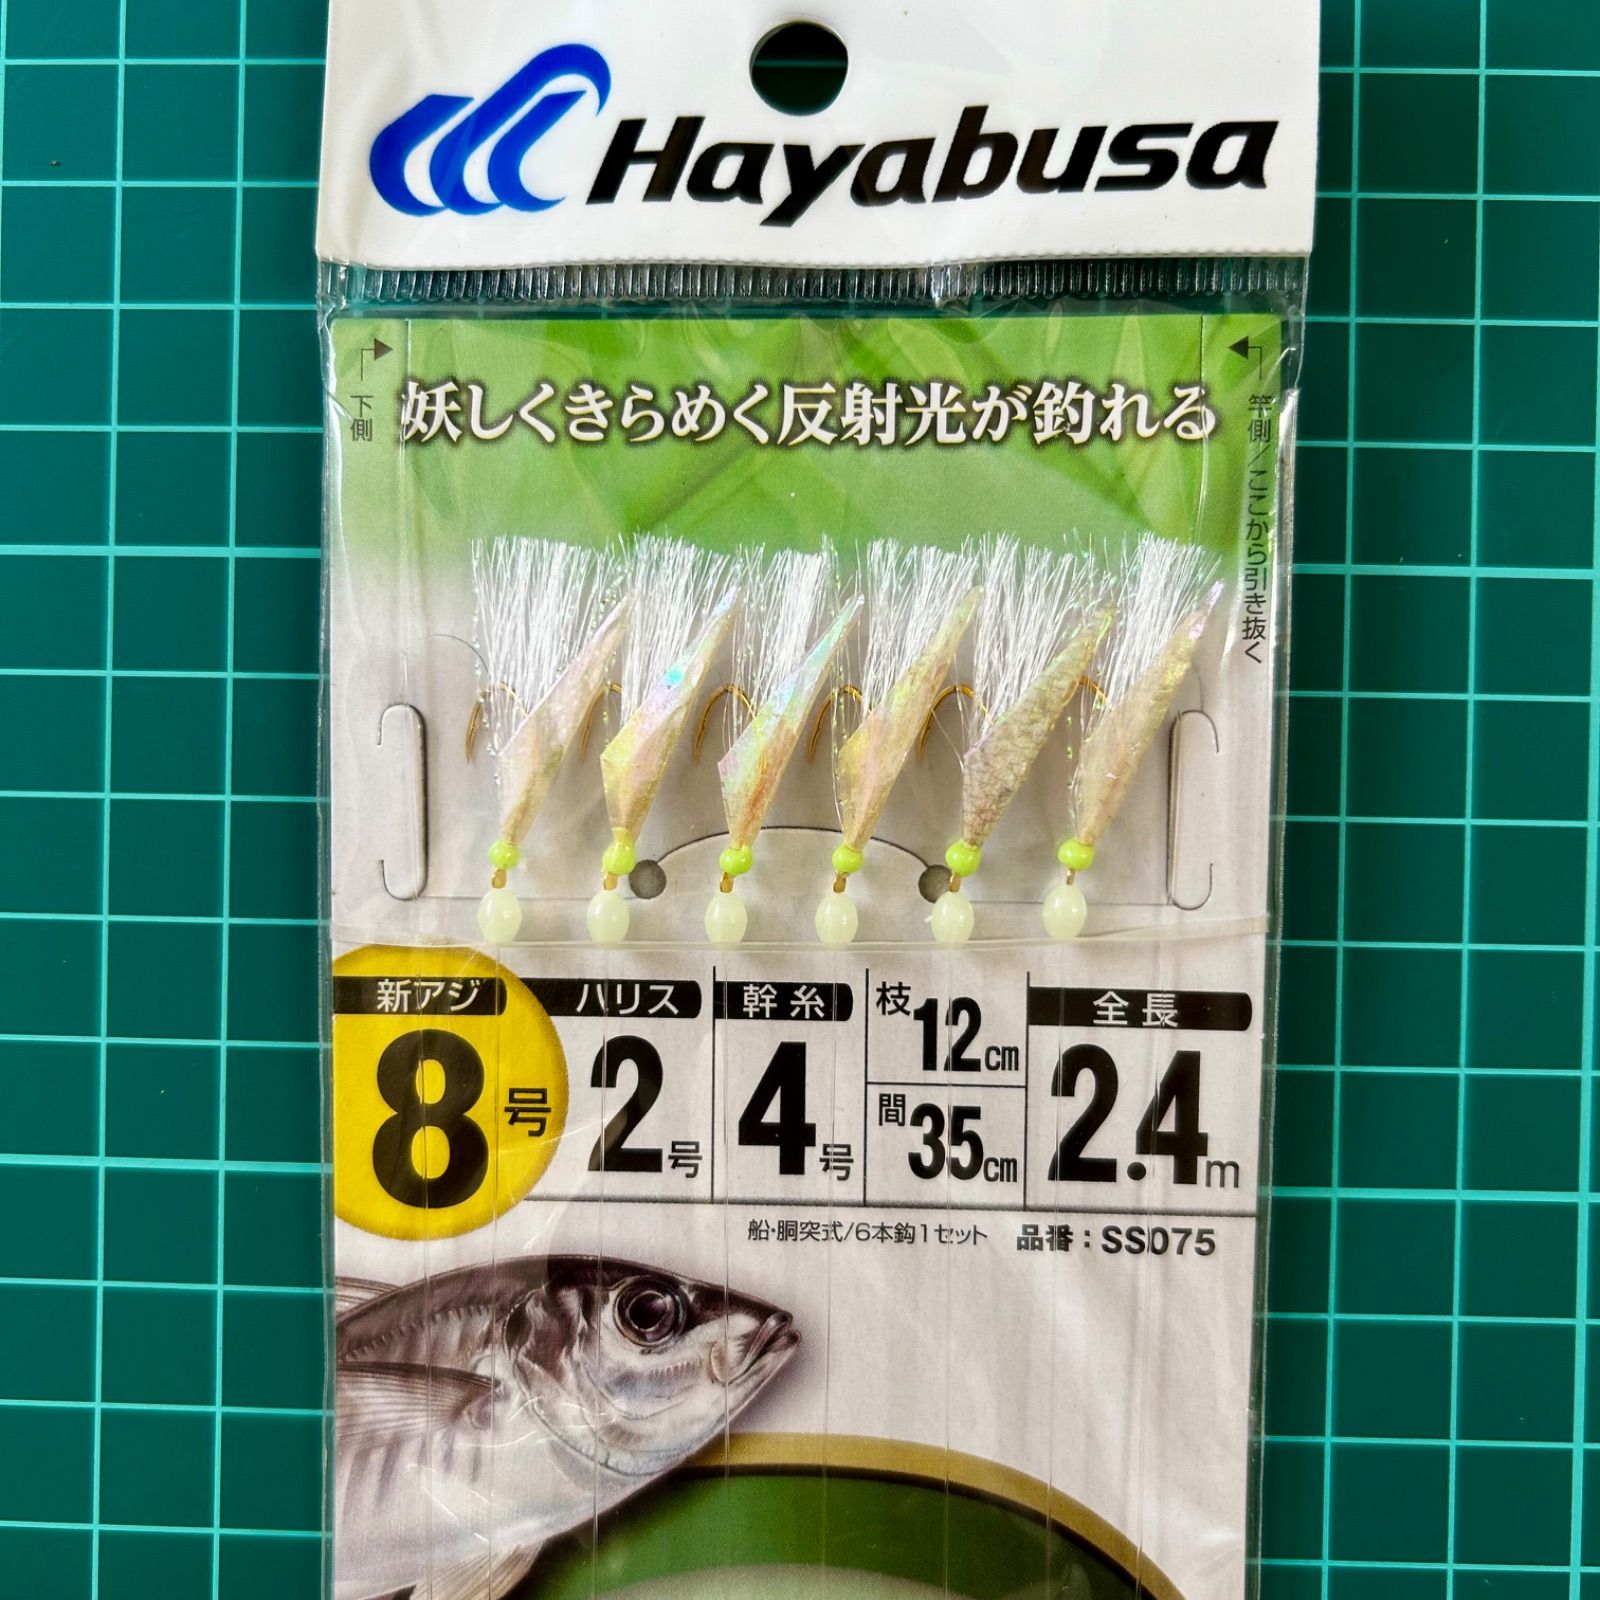 Hayabusa
下側
妖しくきらめく反射光が釣れる
竿側/ここから引き抜く
新アジ
8号
ハリス
2号
幹糸
4号
枝12cm
間35cm
全長
2.4m
船・胴突式/6本鈎1セット 品番：SS075